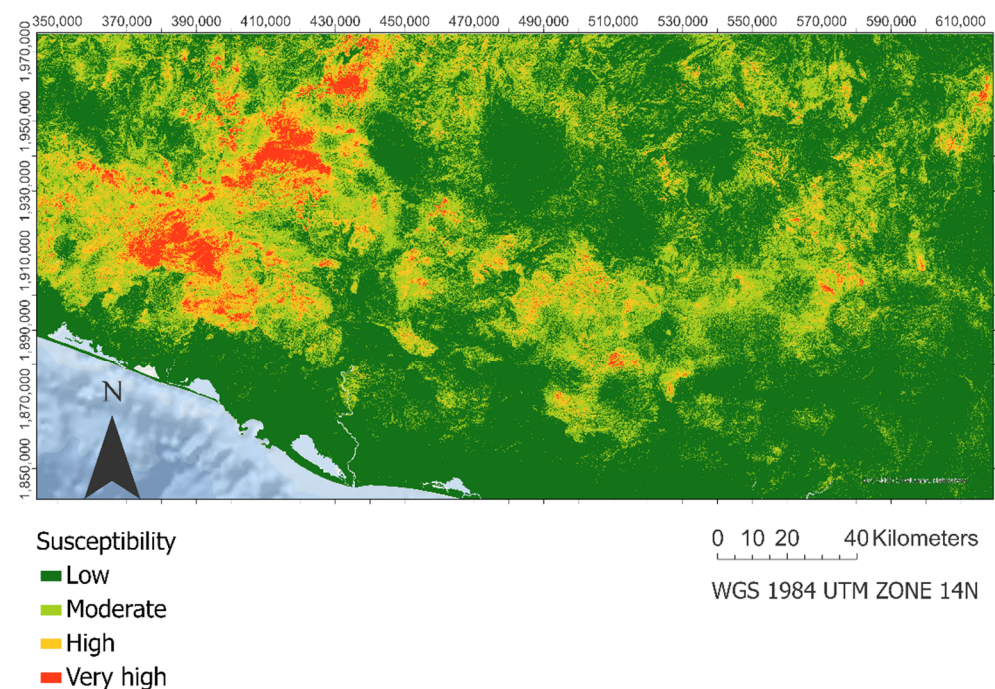 350,000 370,000 390,000 410,000 430,000 450,000 470,000 490,000 510,000 530,000 550,000 570,000 590,000 610,000
1,970,000
1,950,000
1,930,000
1,910,000
1,890,000
1,870,000
1,850,000
N
Susceptibility
Low
Moderate
High
Very high
0 10 20 40 Kilometers
WGS 1984 UTM ZONE 14N